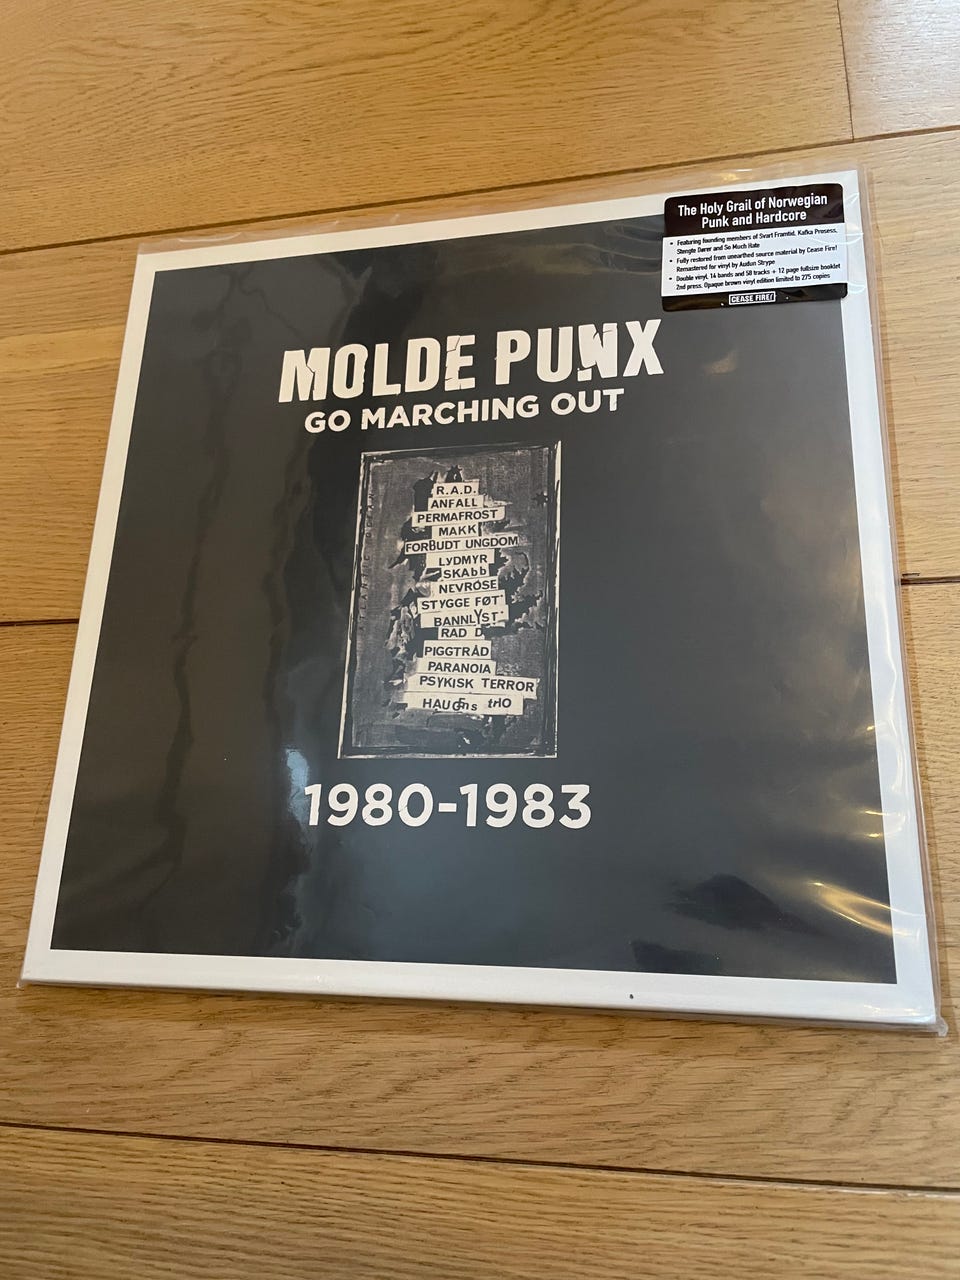 The Holy Grail of Norwegian
Punk and Hardcore
• Featuring founding members of Svart Framtid, Kafka Prosess,
Stengte Dører and So Much Hate
• Fully restored from unearthed source material by Cease Fire!
Remastered for vinyl by Audun Strype
• Double vinyl, 14 bands and 58 tracks + 12 page fullsize booklet
2nd press. Opaque brown vinyl edition limited to 275 copies
CEASE FIRE!
MOLDE PUNX
GO MARCHING OUT
R.A.D.
ANFALL
PERMAFROST
MAKK
FORBUDT UNGDOM
LYDMYR
SKAbb
NEVROSE
STYGGE FØT
BANNLYST
RAD D
PIGGTRÅD
PARANOIA
PSYKISK TERROR
HAUGEns trIO
1980-1983